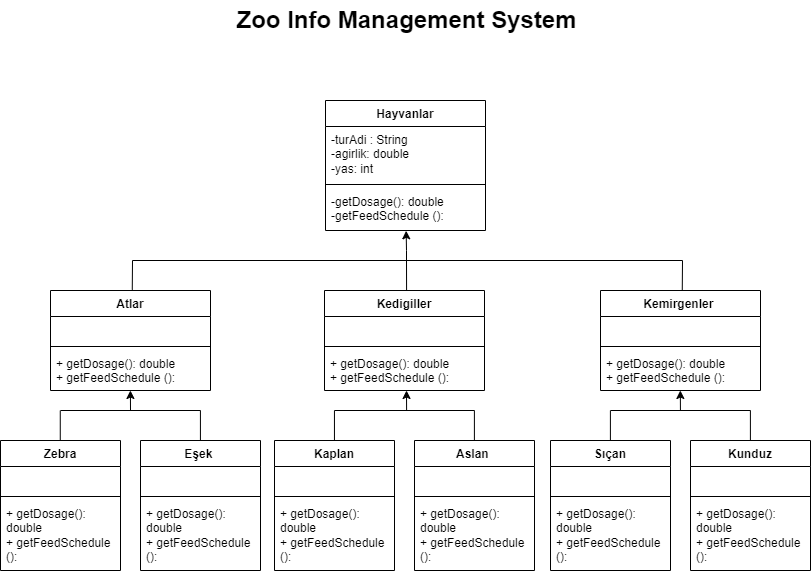 Zoo Info Management System
Hayvanlar
-turAdi : String
-agirlik: double
-yas: int
-getDosage(): double
-getFeedSchedule ():
Atlar
+ getDosage(): double
+ getFeedSchedule ():
Kedigiller
+ getDosage(): double
+ getFeedSchedule ():
Kemirgenler
+ getDosage(): double
+ getFeedSchedule ():
Zebra
+ getDosage():
double
+ getFeedSchedule
():
Eşek
+ getDosage():
double
+ getFeedSchedule
():
Kaplan
+ getDosage():
double
+ getFeedSchedule
():
Aslan
+ getDosage():
double
+ getFeedSchedule
():
Sıçan
+ getDosage():
double
+ getFeedSchedule
():
Kunduz
+ getDosage():
double
+ getFeedSchedule
():